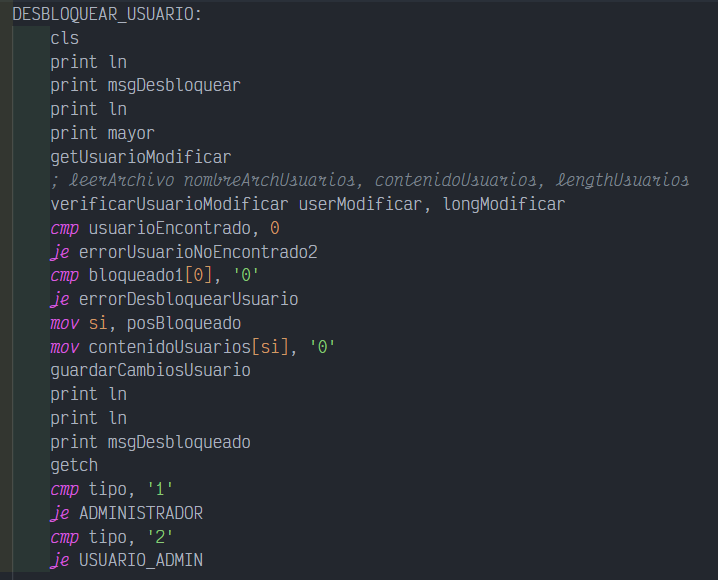 DESBLOQUEAR_USUARIO:
cls
print ln
print msgDesbloquear
print ln
print mayor
getUsuarioModificar
; leerArchivo nombreArchUsuarios, contenidoUsuarios, lengthUsuarios
verificarUsuarioModificar userModificar, longModificar
cmp usuarioEncontrado, 0
je errorUsuarioNoEncontrado2
cmp bloqueado1[0], '0'
je errorDesbloquearUsuario
mov si, posBloqueado
mov contenidoUsuarios[si], '0'
guardarCambiosUsuario
print ln
print ln
print msgDesbloqueado
getch
cmp tipo, '1'
je ADMINISTRADOR
cmp tipo, '2'
je USUARIO_ADMIN